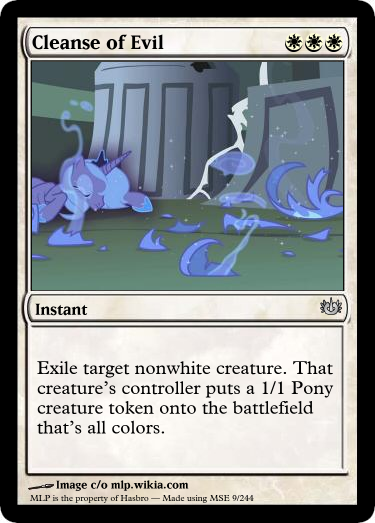 Cleanse of Evil
Instant
Exile target nonwhite creature. That
creature's controller puts a 1/1 Pony
creature token onto the battlefield
that's all colors.
Image c/o mlp.wikia.com
MLP is the property of Hasbro — Made using MSE 9/244